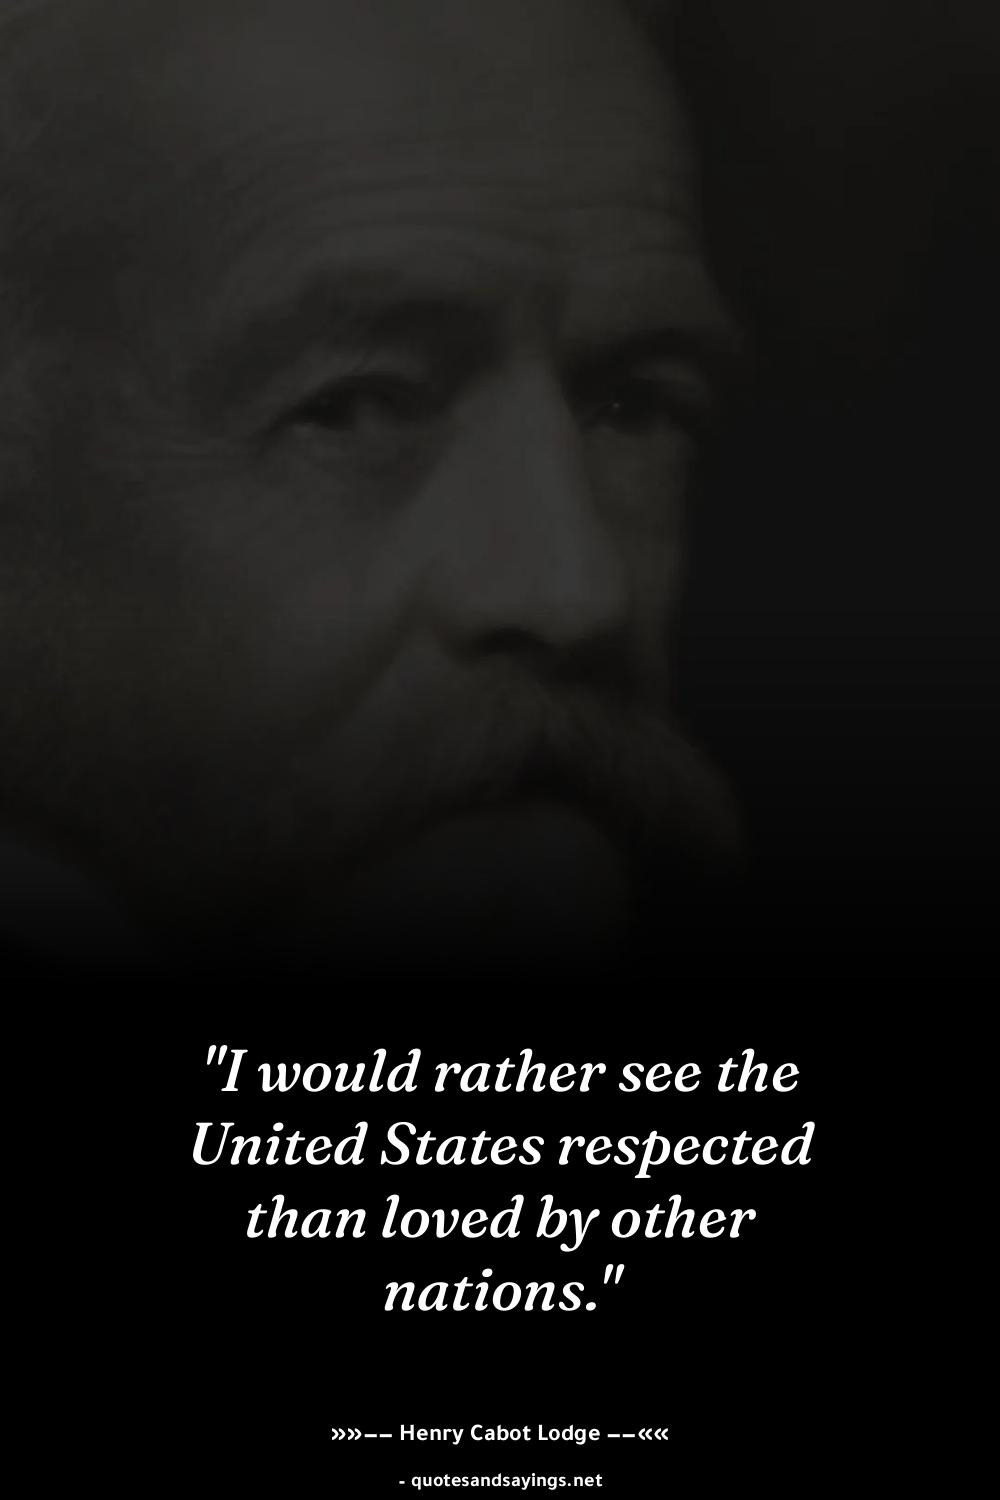 "I would rather see the
United States respected
than loved by other
nations."
»»−− Henry Cabot Lodge −−««
- quotesandsayings.net